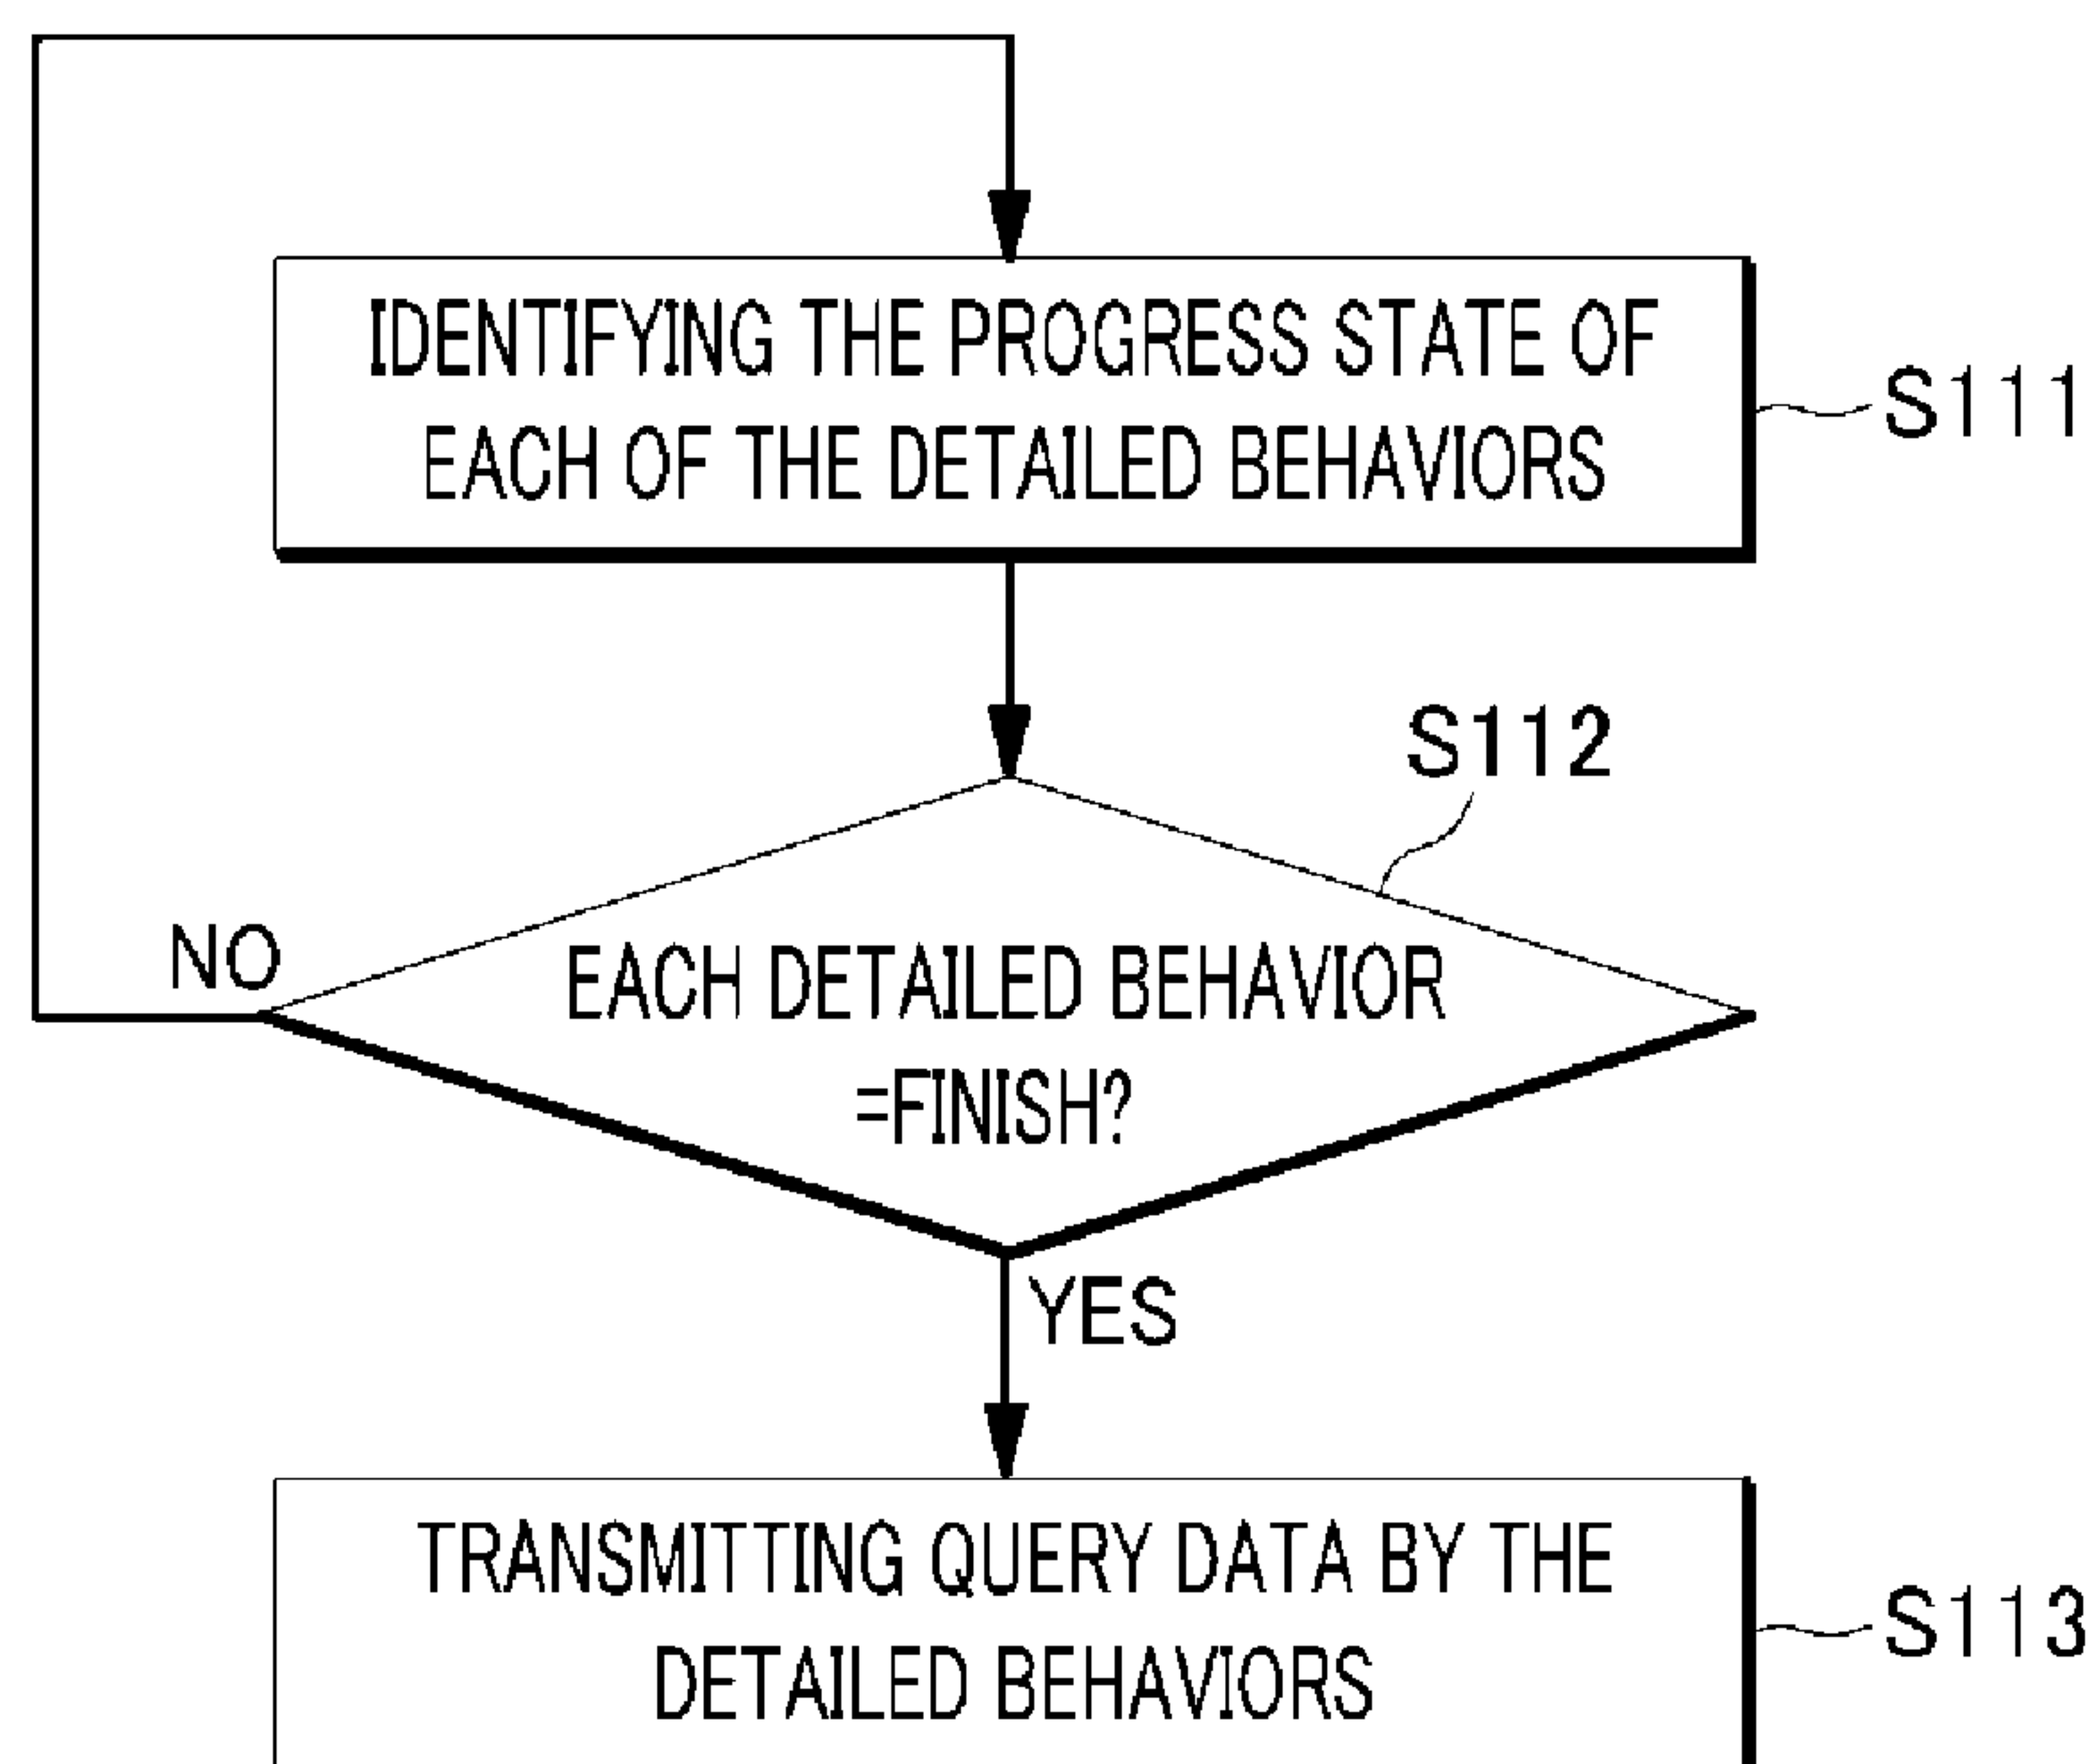 IDENTIFYING THE PROGRESS STATE OF
EACH OF THE DETAILED BEHAVIORS
S111
S112
NO
EACH DETAILED BEHAVIOR
=FINISH?
YES
TRANSMITTING QUERY DATA BY THE
DETAILED BEHAVIORS
S113